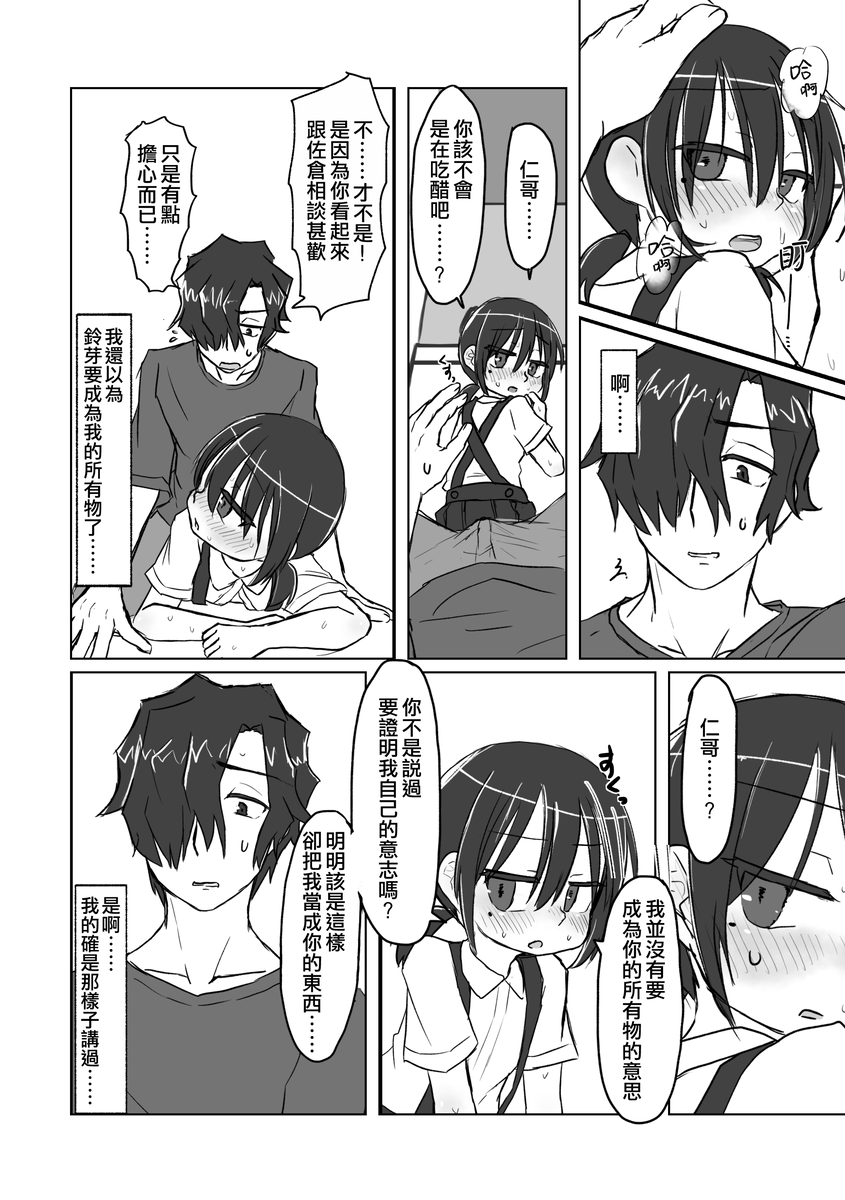 哈啊
哈啊
盯…
啊……
仁哥…
你該不會
是在吃醋吧……？
不……才不是！
是因為你看起來
跟佐倉相談甚歡
只是有點
擔心而已……
我還以為
鈴芽要成為我的所有物了……
仁哥……？
我並沒有要
成為你的所有物的意思
すくっ
你不是說過
要證明我自己的意志嗎？
明明該是這樣
卻把我當成你的東西……
是啊……
我的確是那樣子講過……